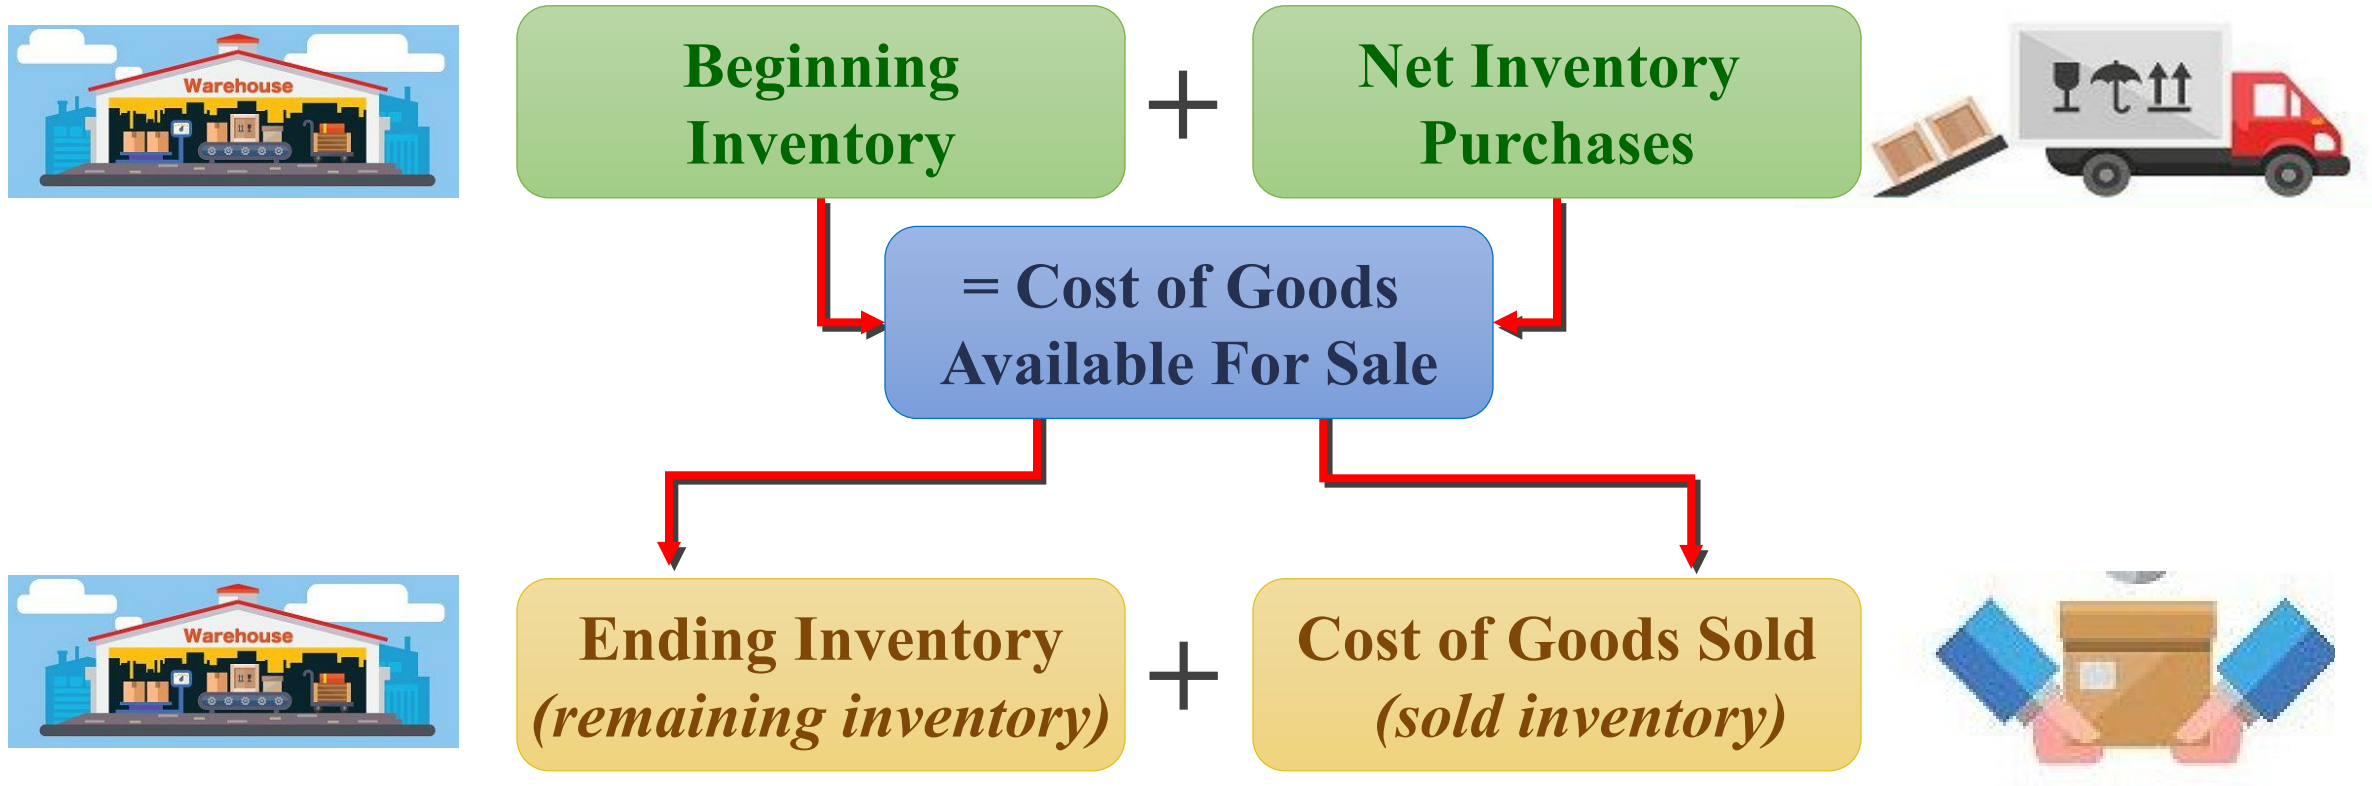 Warehouse
Beginning
Inventory
+
Net Inventory
Purchases
= Cost of Goods
Available For Sale
Warehouse
Ending Inventory
(remaining inventory)
+
Cost of Goods Sold
(sold inventory)